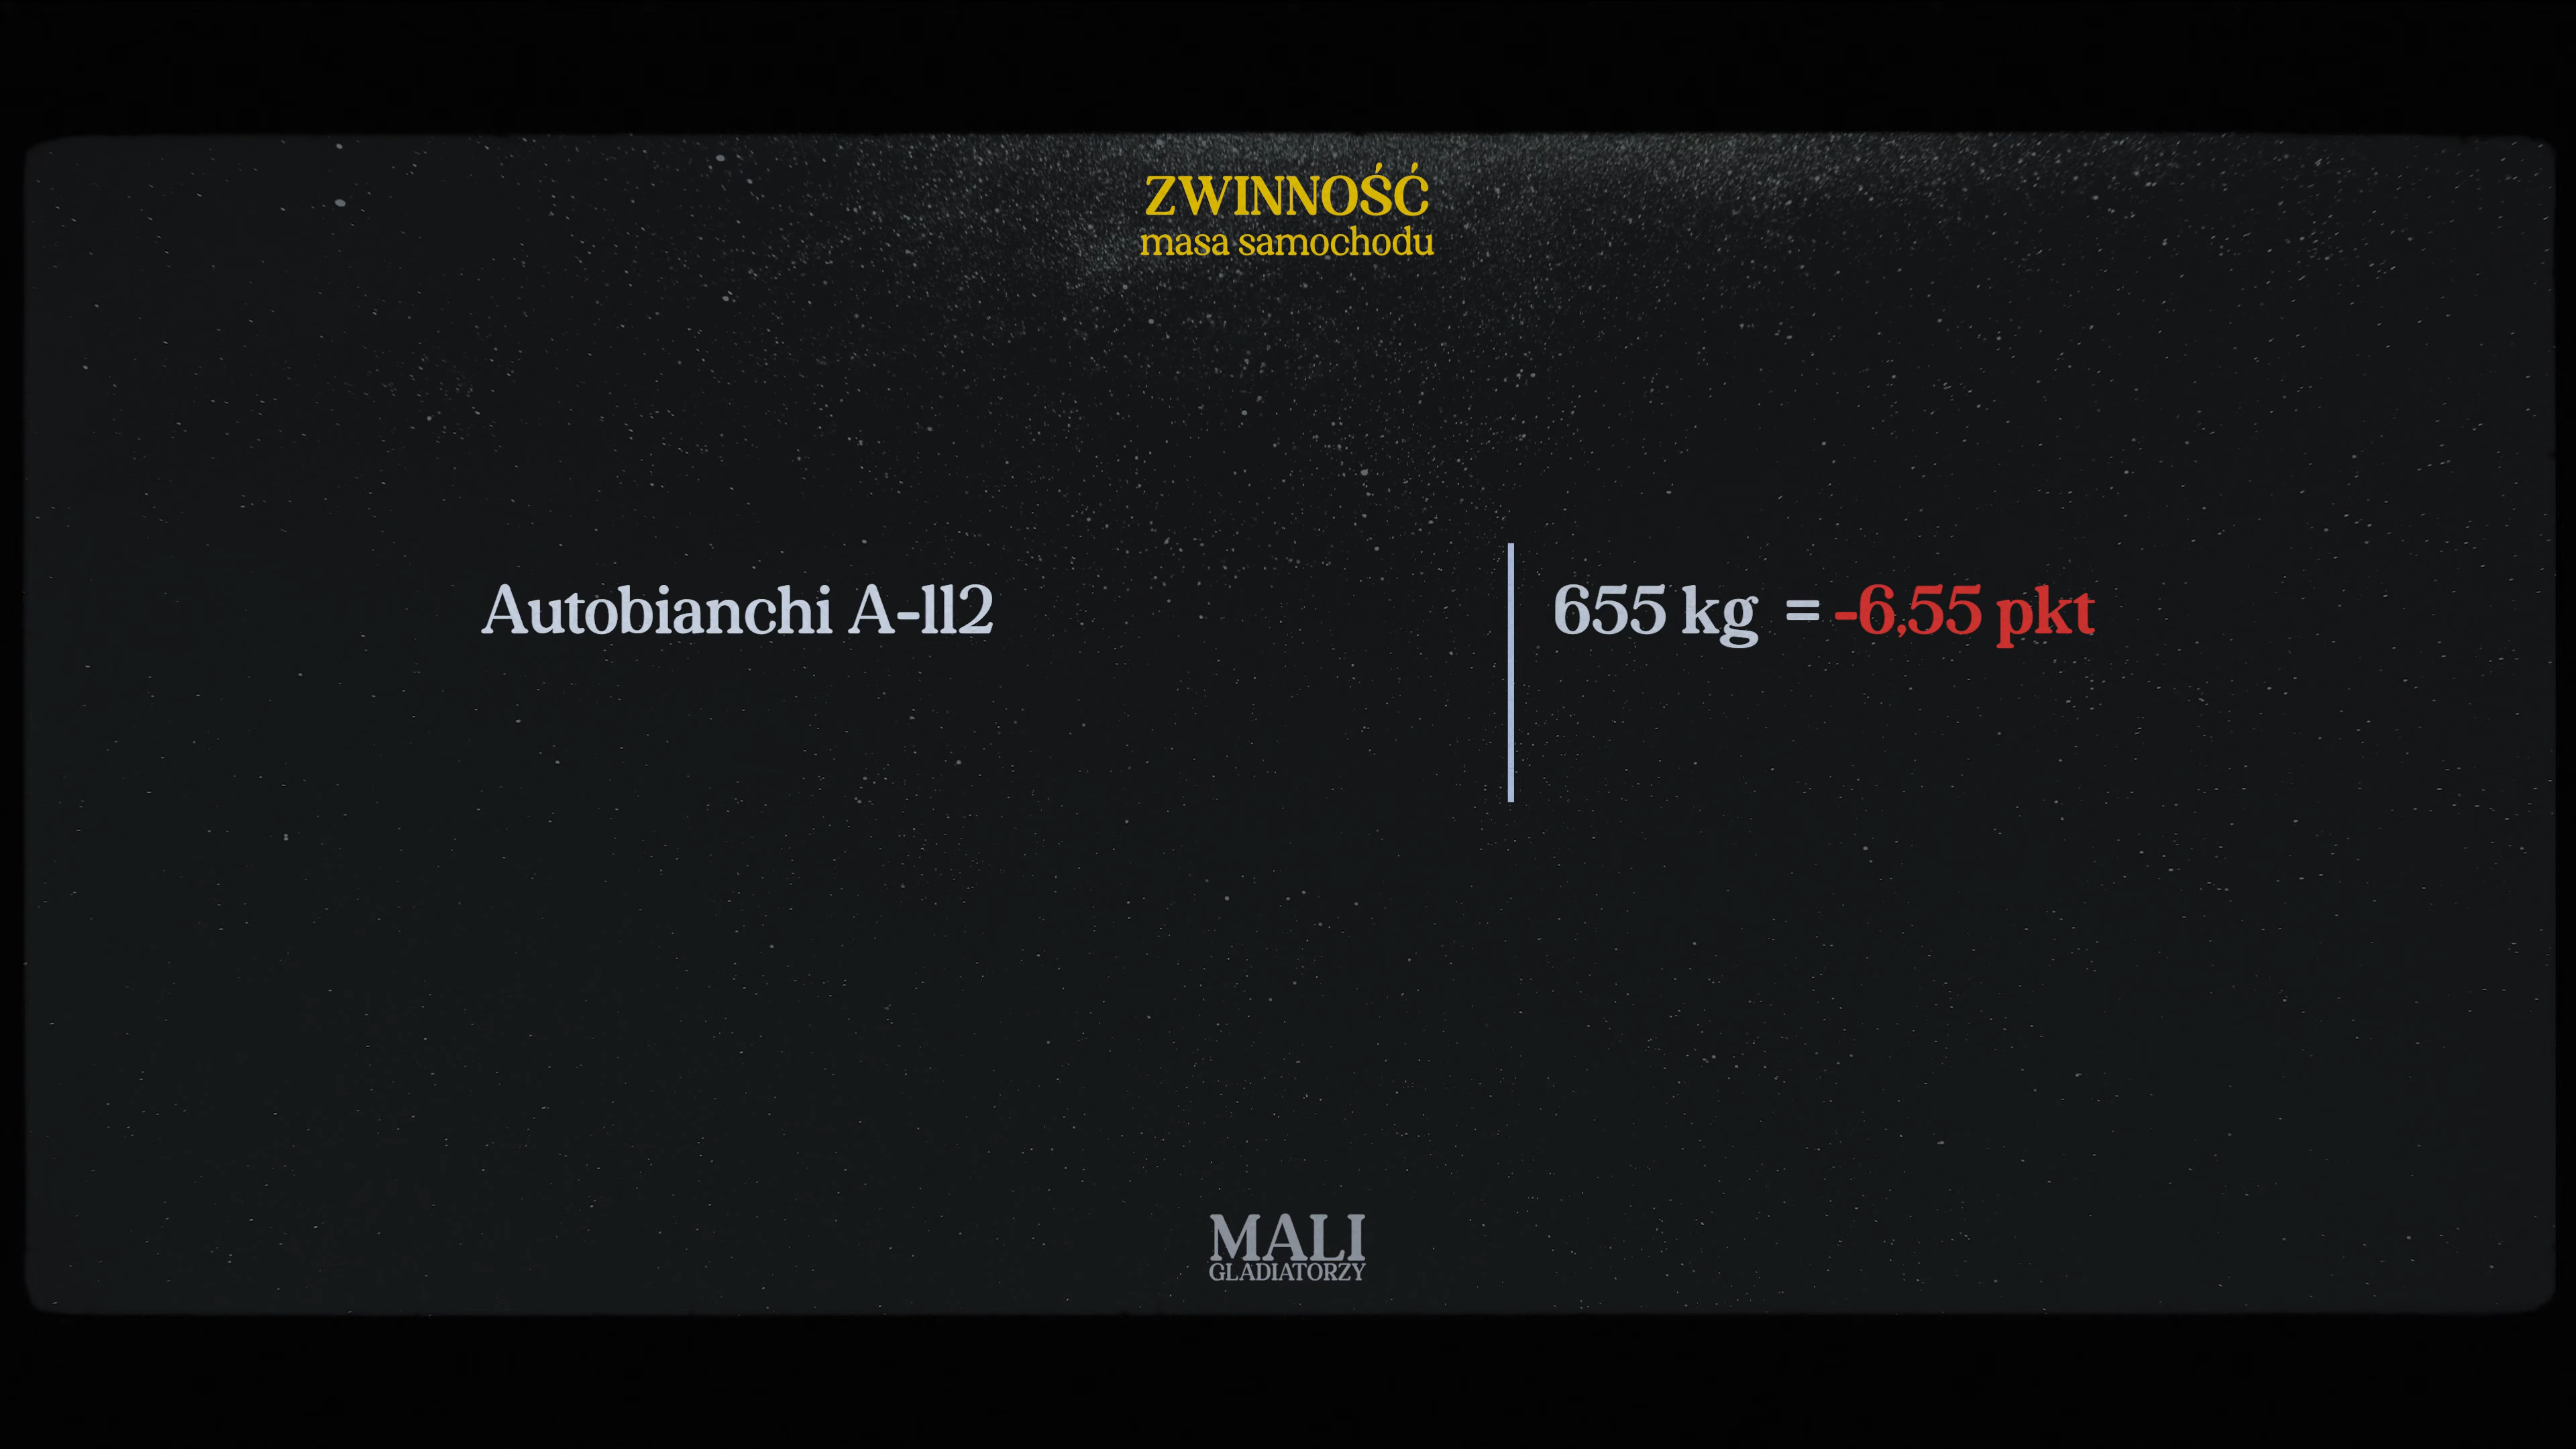 ZWINNOŚĆ
masa samochodu
Autobianchi A-112 655 kg = -6,55 pkt
MALI
GLADIATORZY